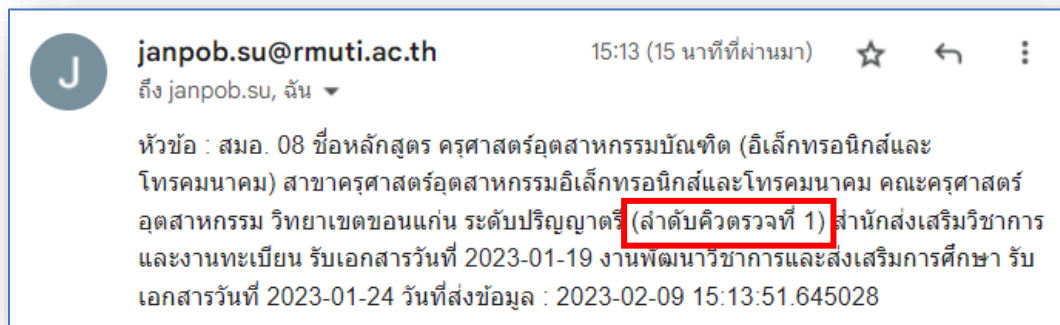 J
janpob.su@rmuti.ac.th 15:13 (15 นาทีที่ผ่านมา)
ถึง janpob.su, ฉัน
หัวข้อ : สมอ. 08 ชื่อหลักสูตร ครุศาสตร์อุตสาหกรรมบัณฑิต (อิเล็กทรอนิกส์และ
โทรคมนาคม) สาขาครุศาสตร์อุตสาหกรรมอิเล็กทรอนิกส์และโทรคมนาคม คณะครุศาสตร์
อุตสาหกรรม วิทยาเขตขอนแก่น ระดับปริญญาตรี (ลำดับคิวตรวจที่ 1) สำนักส่งเสริมวิชาการ
และงานทะเบียน รับเอกสารวันที่ 2023-01-19 งานพัฒนาวิชาการและส่งเสริมการศึกษา รับ
เอกสารวันที่ 2023-01-24 วันที่ส่งข้อมูล : 2023-02-09 15:13:51.645028